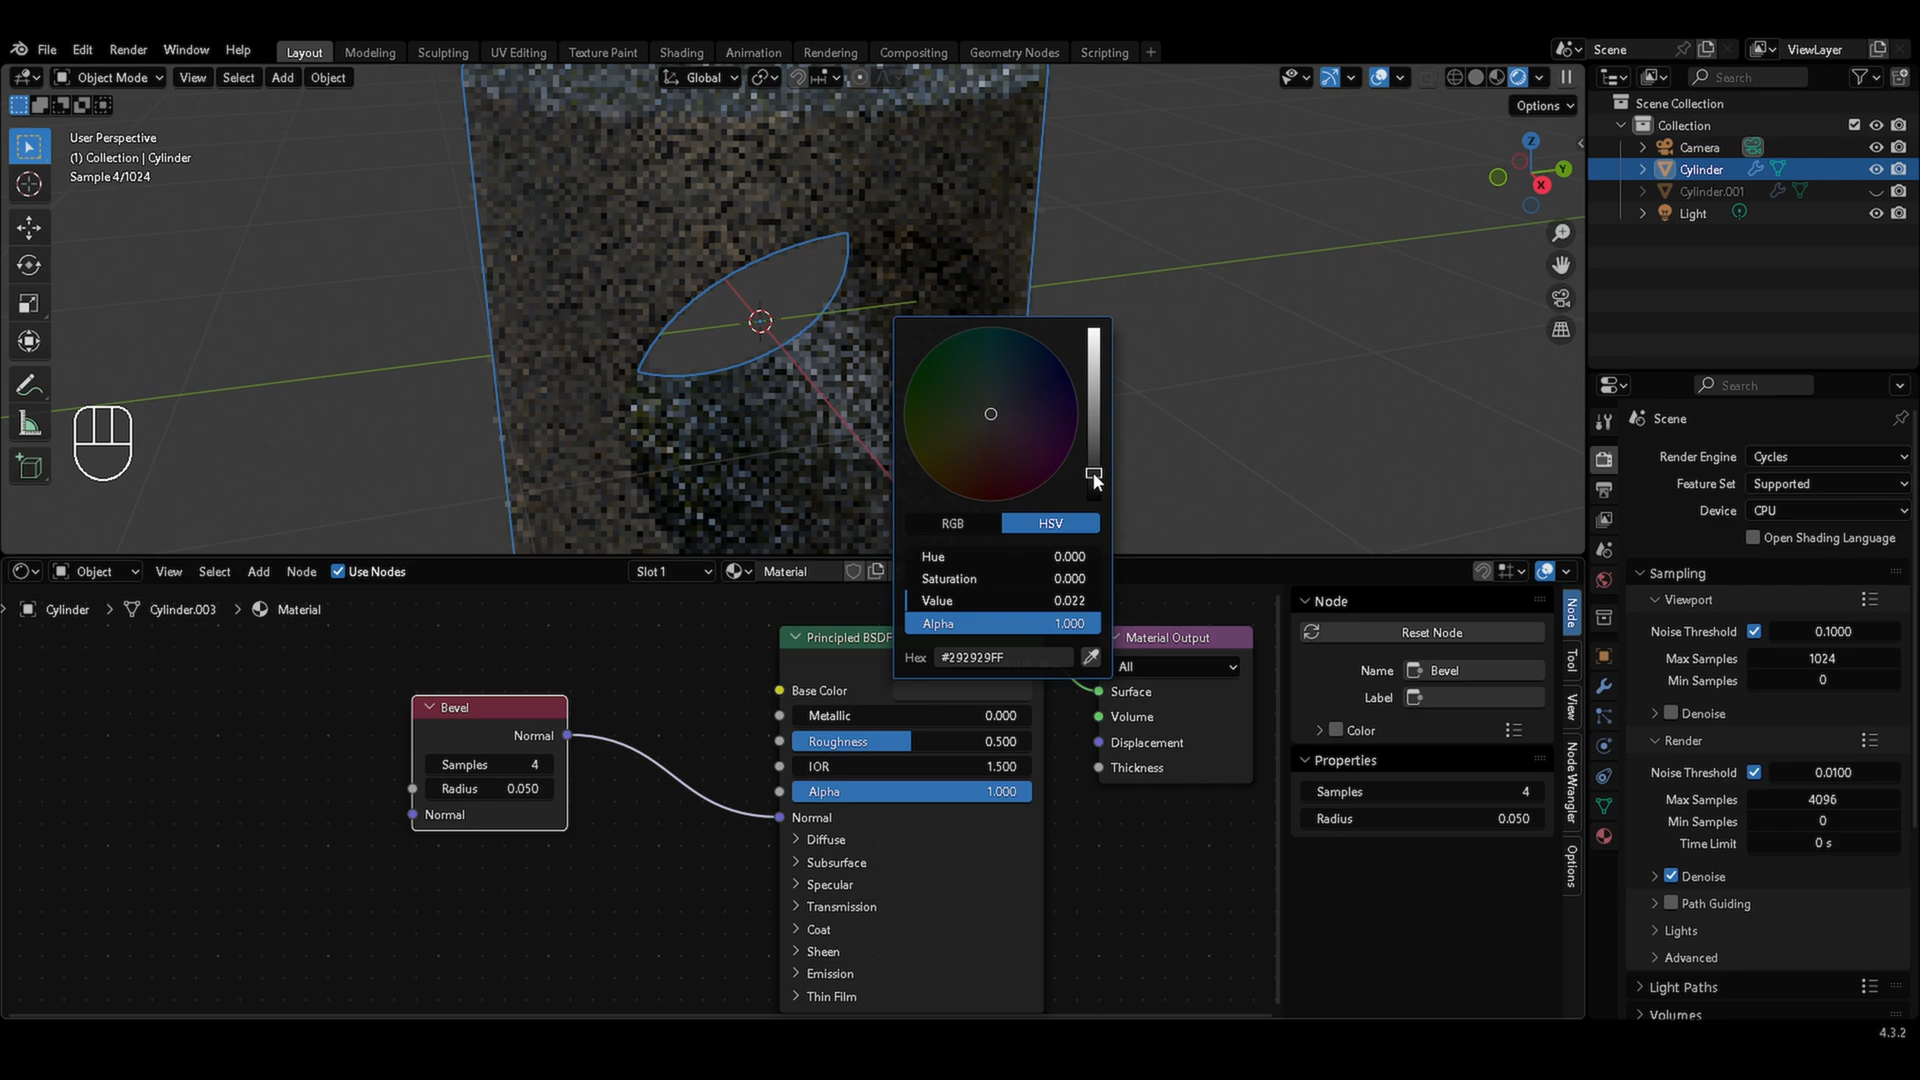 File Edit Render Window Help
Layout Modeling Sculpting UV Editing Texture Paint Shading Animation Rendering Compositing Geometry Nodes Scripting +
Scene
ViewLayer
Object Mode View Select Add Object
Global
Search
Options
User Perspective
(1) Collection | Cylinder
Sample 4/1024
Z
Y
X
Scene Collection
Collection
Camera
Cylinder
Cylinder.001
Light
Search
Scene
Render Engine Cycles
Feature Set Supported
Device CPU
Open Shading Language
Sampling
Viewport
Noise Threshold 0.1000
Max Samples 1024
Min Samples 0
Denoise
Render
Noise Threshold 0.0100
Max Samples 4096
Min Samples 0
Time Limit 0 s
Denoise
Path Guiding
Lights
Advanced
Light Paths
Volumes
4.3.2
RGB HSV
Hue 0.000
Saturation 0.000
Value 0.022
Alpha 1.000
Hex #292929FF
Object View Select Add Node Use Nodes
Slot 1
Material
Cylinder > Cylinder.003 > Material
Bevel
Normal
Samples 4
Radius 0.050
Normal
Principled BSDF
Base Color
Metallic 0.000
Roughness 0.500
IOR 1.500
Alpha 1.000
Normal
Diffuse
Subsurface
Specular
Transmission
Coat
Sheen
Emission
Thin Film
Material Output
All
Surface
Volume
Displacement
Thickness
Node
Reset Node
Name Bevel
Label
Color
Properties
Samples 4
Radius 0.050
Node
Tool
View
Node Wrangler
Options